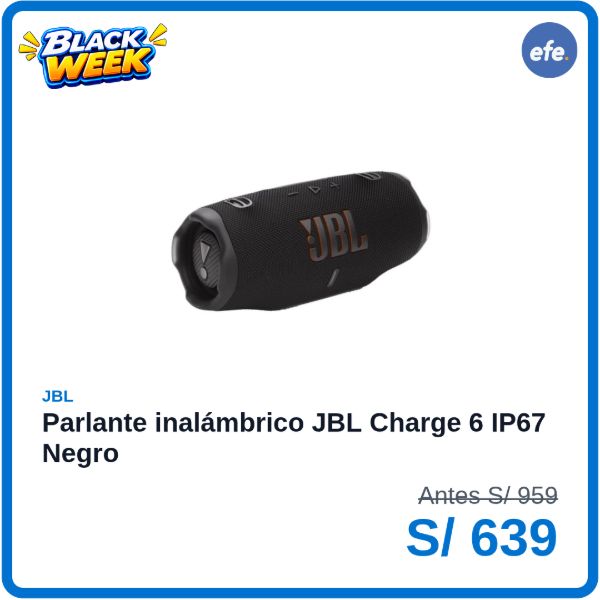 BLACK
WEEK
efe.
JBL
JBL
Parlante inalámbrico JBL Charge 6 IP67
Negro
Antes S/ 959
S/ 639